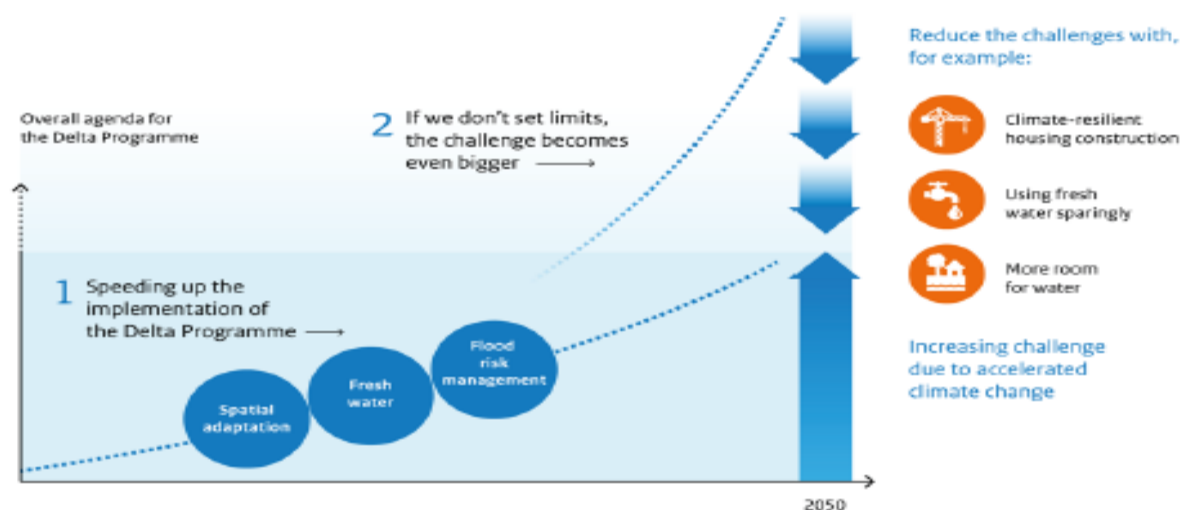 Overall agenda for
the Delta Programme
2 If we don't set limits,
the challenge becomes
even bigger
1 Speeding up the
implementation of
the Delta Programme
Spatial
adaptation
Fresh
water
Flood
risk
management
2050
Reduce the challenges with,
for example:
Climate-resilient
housing construction
Using fresh
water sparingly
More room
for water
Increasing challenge
due to accelerated
climate change